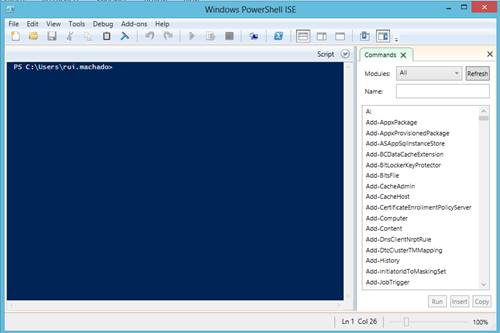 Windows PowerShell ISE
File Edit View Tools Debug Add-ons Help
Script
PS C:\Users\rui.machado>
Commands
Modules: All Refresh
Name:
A:
Add-AppxPackage
Add-AppxProvisionedPackage
Add-ASAppSqlInstanceStore
Add-BCDataCacheExtension
Add-BitLockerKeyProtector
Add-BitsFile
Add-CacheAdmin
Add-CacheHost
Add-CertificateEnrollmentPolicyServer
Add-Computer
Add-Content
Add-DnsClientNrptRule
Add-DtcClusterTMMapping
Add-History
Add-InitiatorIdToMaskingSet
Add-JobTrigger
Run Insert Copy
Ln 1 Col 26 100%